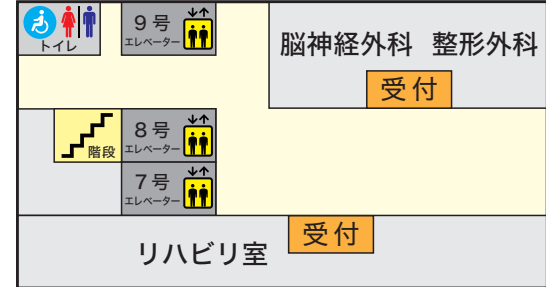 トイレ
9号
エレベーター
脳神経外科 整形外科
受付
階段
8号
エレベーター
7号
エレベーター
受付
リハビリ室